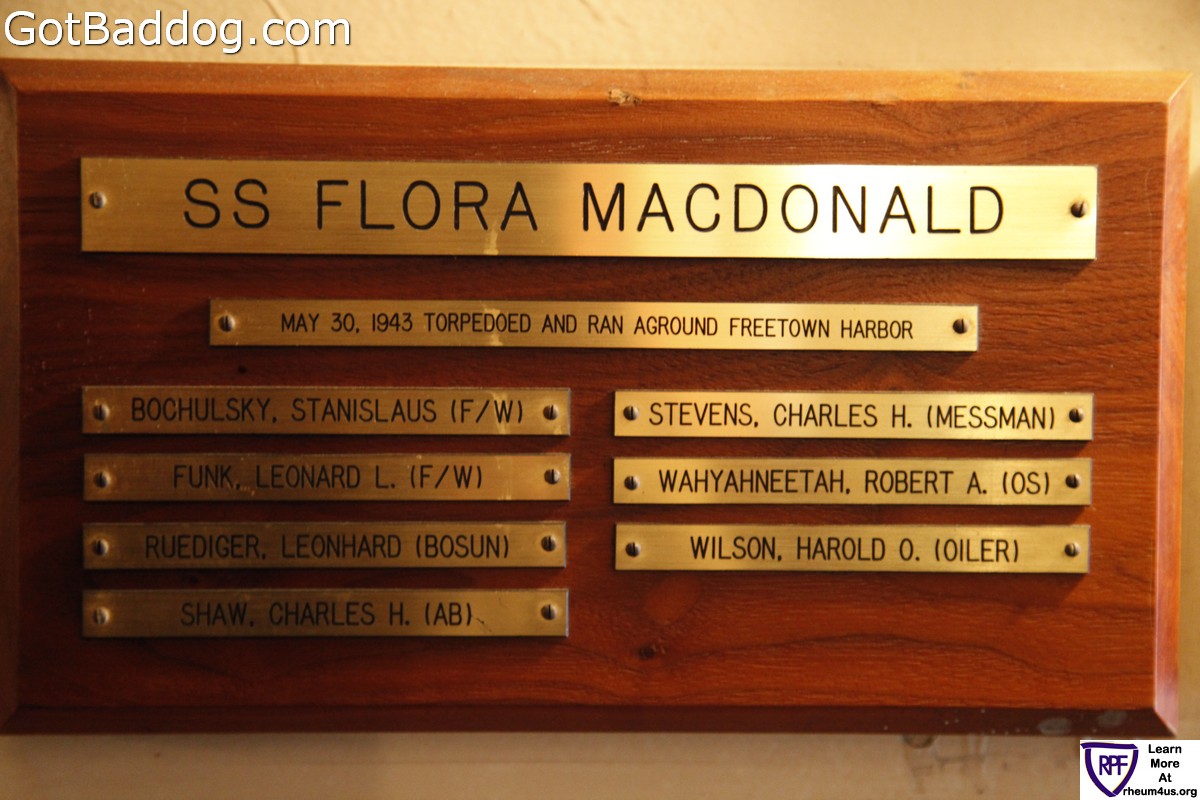 GotBaddog.com
SS FLORA MACDONALD
MAY 30, 1943 TORPEDOED AND RAN AGROUND FREETOWN HARBOR
BOCHULSKY, STANISLAUS (F/W)
FUNK, LEONARD L. (F/W)
RUEDIGER, LEONHARD (BOSUN)
SHAW, CHARLES H. (AB)
STEVENS, CHARLES H. (MESSMAN)
WAHYAHNEETAH, ROBERT A. (OS)
WILSON, HAROLD O. (OILER)
RPF
Learn
More
At
rheum4us.org